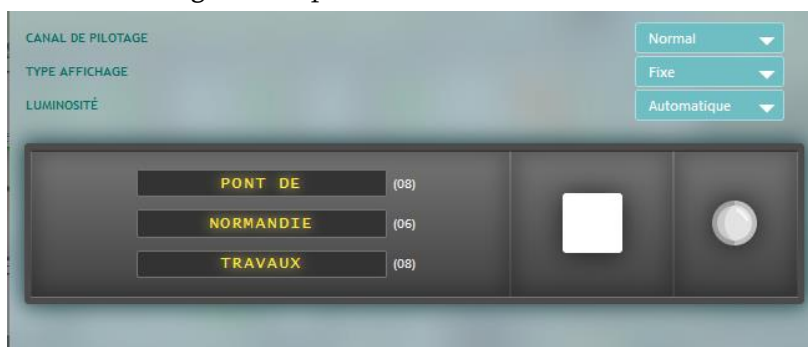 CANAL DE PILOTAGE Normal
TYPE AFFICHAGE Fixe
LUMINOSITÉ Automatique
PONT DE (08)
NORMANDIE (06)
TRAVAUX (08)